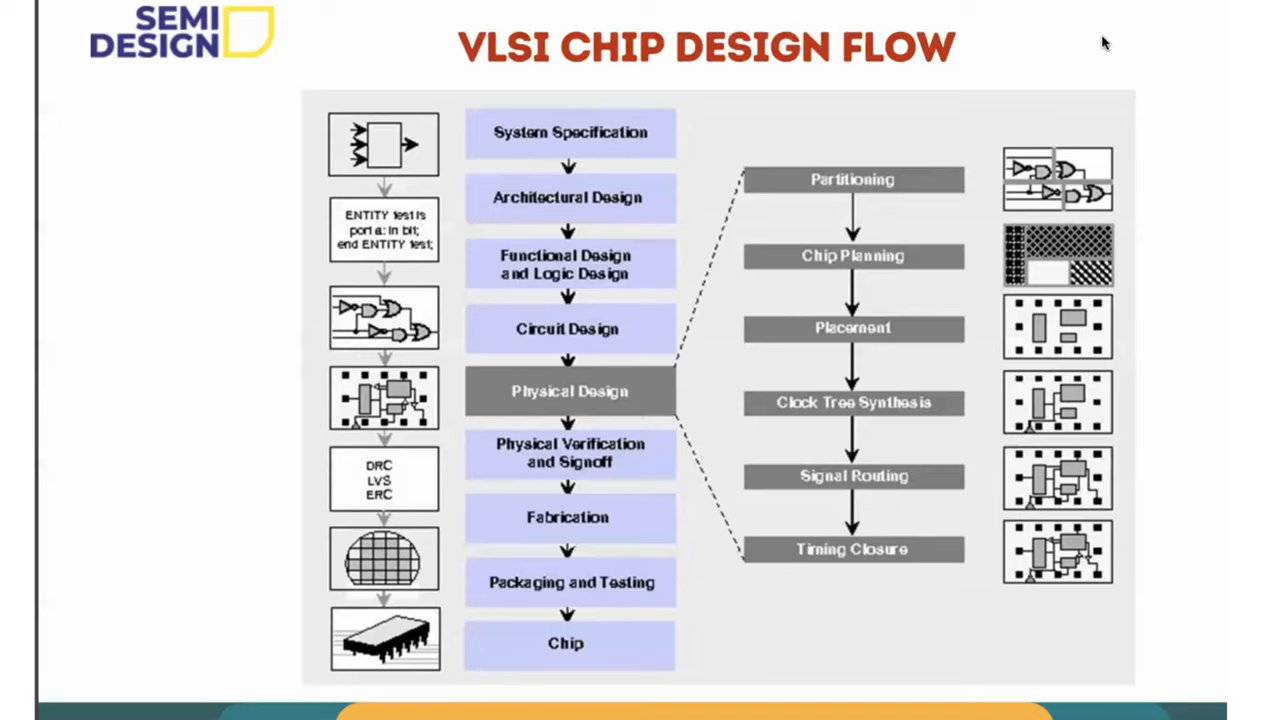 SEMI
DESIGN
VLSI CHIP DESIGN FLOW
ENTITY test is
port a: in bit;
end ENTITY test;
DRC
LVS
ERC
System Specification
Architectural Design
Functional Design
and Logic Design
Circuit Design
Physical Design
Physical Verification
and Signoff
Fabrication
Packaging and Testing
Chip
Partitioning
Chip Planning
Placement
Clock Tree Synthesis
Signal Routing
Timing Closure